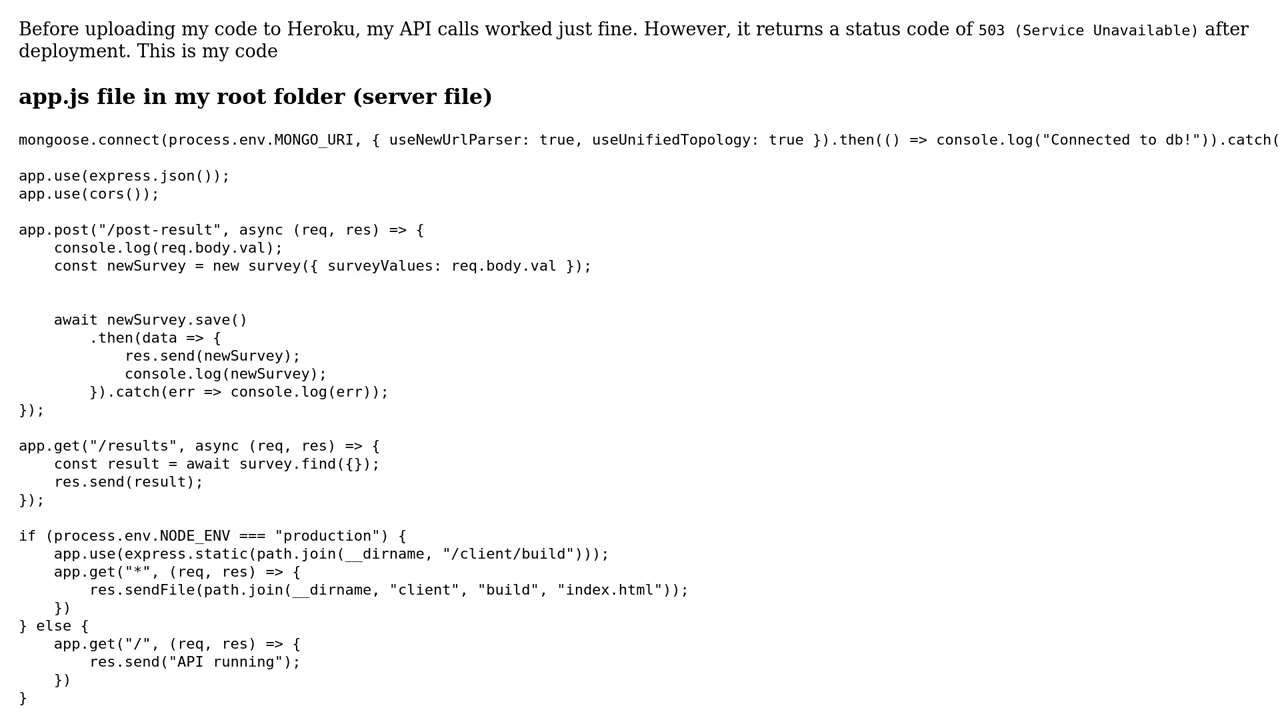 Before uploading my code to Heroku, my API calls worked just fine. However, it returns a status code of 503 (Service Unavailable) after
deployment. This is my code
app.js file in my root folder (server file)
mongoose.connect(process.env.MONGO_URI, { useNewUrlParser: true, useUnifiedTopology: true }).then(() => console.log("Connected to db!")).catch(
app.use(express.json());
app.use(cors());
app.post("/post-result", async (req, res) => {
    console.log(req.body.val);
    const newSurvey = new survey({ surveyValues: req.body.val });
    await newSurvey.save()
        .then(data => {
            res.send(newSurvey);
            console.log(newSurvey);
        }).catch(err => console.log(err));
});
app.get("/results", async (req, res) => {
    const result = await survey.find({});
    res.send(result);
});
if (process.env.NODE_ENV === "production") {
    app.use(express.static(path.join(__dirname, "/client/build")));
    app.get("*", (req, res) => {
        res.sendFile(path.join(__dirname, "client", "build", "index.html"));
    })
} else {
    app.get("/", (req, res) => {
        res.send("API running");
    })
}